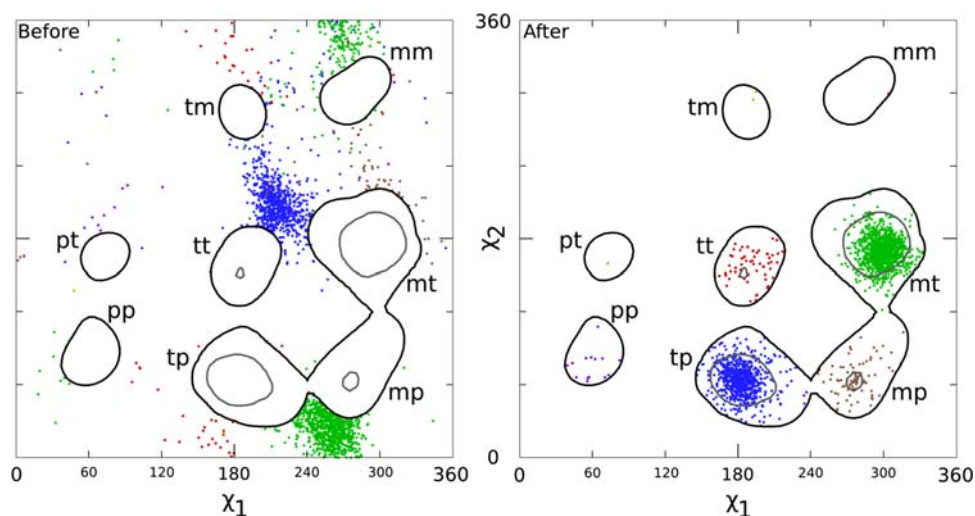 Before
After
360
mm
mm
tm
tm
χ2
pt
tt
pt
tt
mt
mt
pp
pp
tp
tp
mp
mp
0
0 60 120 180 240 300 360
0 60 120 180 240 300 360
χ1
χ1